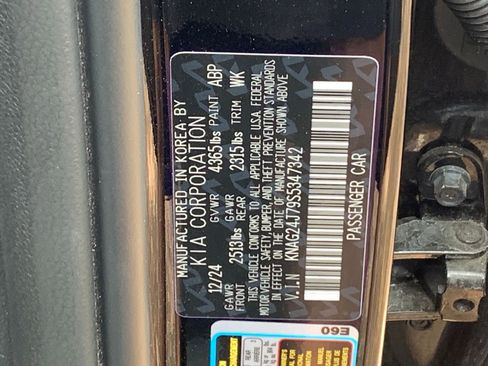 MANUFACTURED IN KOREA BY
KIA CORPORATION
12/24 GVWR 4365lbs PAINT ABP
GAWR FRONT 2513lbs GAWR REAR 2315lbs TRIM WK
THIS VEHICLE CONFORMS TO ALL APPLICABLE U.S.A. FEDERAL
MOTOR VEHICLE SAFETY, BUMPER, AND THEFT PREVENTION STANDARDS
IN EFFECT ON THE DATE OF MANUFACTURE SHOWN ABOVE
V.I.N KNAG24J79S5347342
PASSENGER CAR
E60
REAR
ARRIÈRE